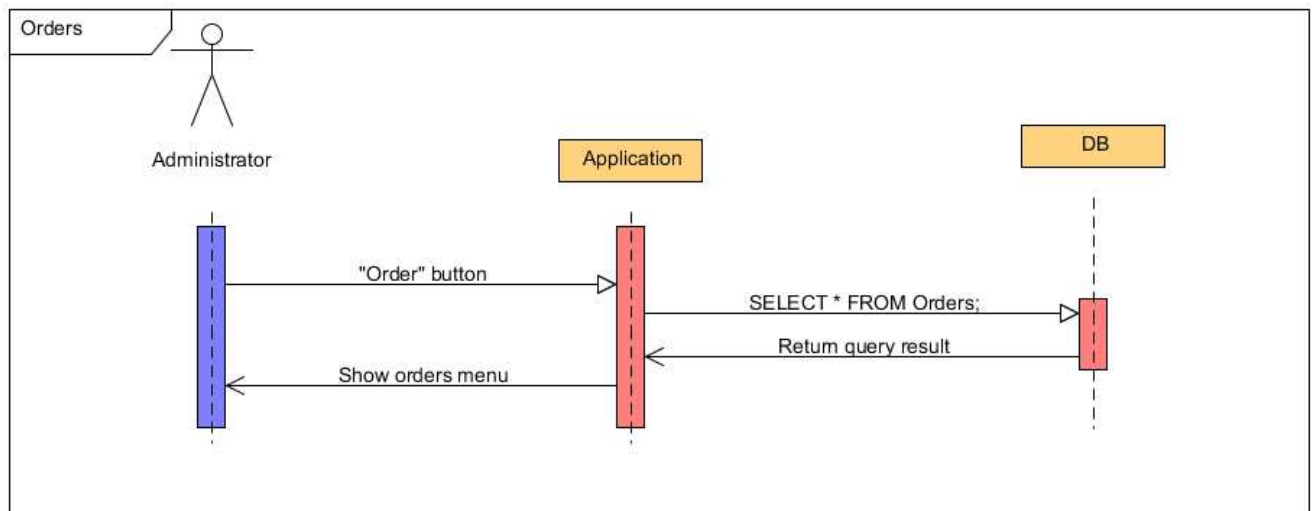 Orders
Administrator
Application
DB
"Order" button
SELECT * FROM Orders;
Return query result
Show orders menu